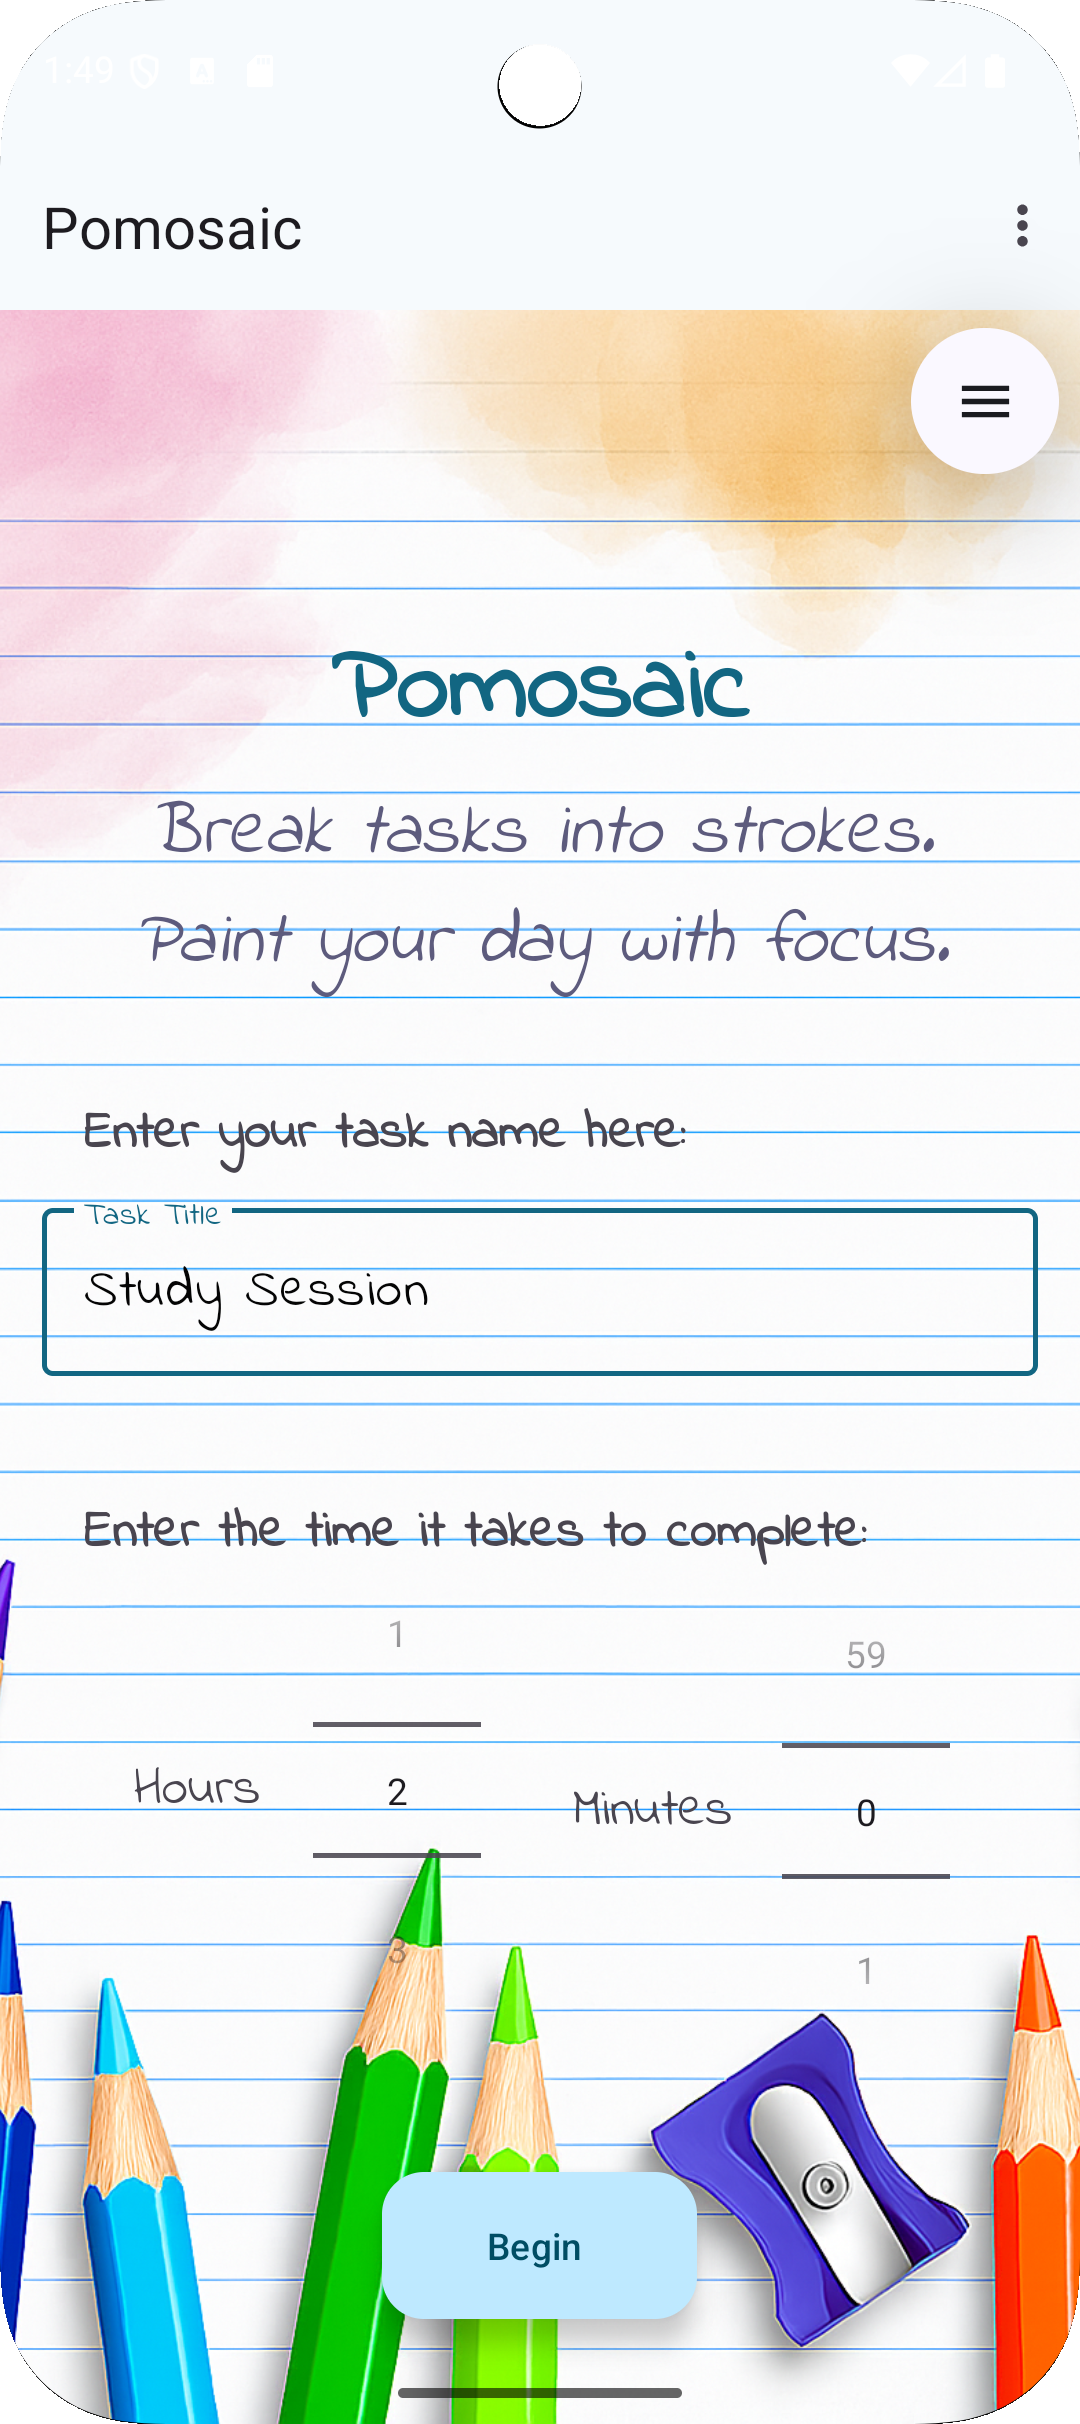 1:49
Pomosaic
Pomosaic
Break tasks into strokes.
Paint your day with focus.
Enter your task name here:
Task Title
Study Session
Enter the time it takes to complete:
1
59
Hours
2
Minutes
0
3
1
Begin